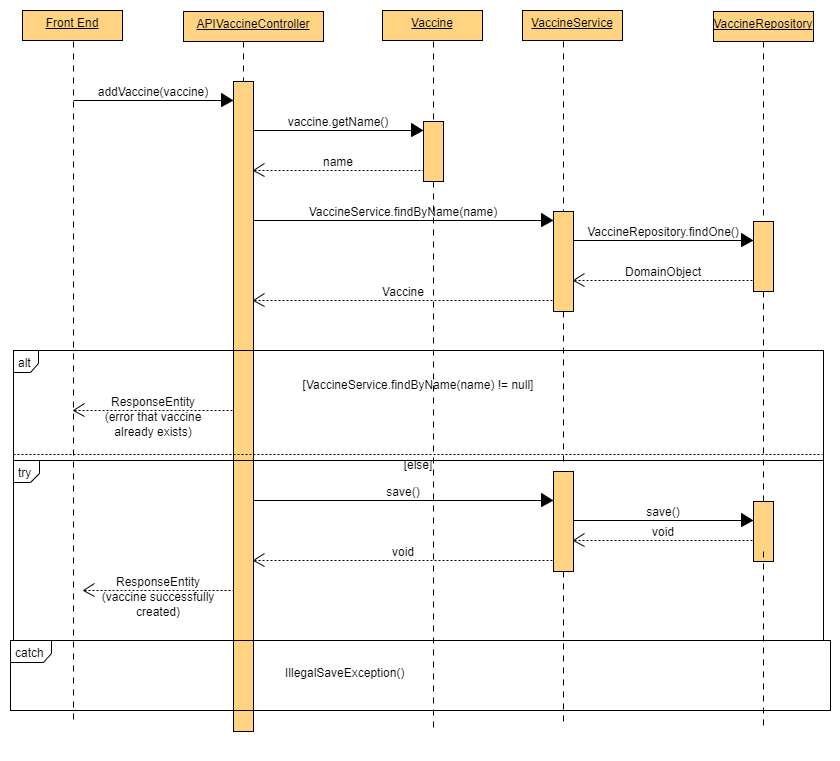 Front End
APIVaccineController
Vaccine
VaccineService
VaccineRepository
addVaccine(vaccine)
vaccine.getName()
name
VaccineService.findByName(name)
VaccineRepository.findOne()
DomainObject
Vaccine
alt
[VaccineService.findByName(name) != null]
ResponseEntity
(error that vaccine
already exists)
try
[else]
save()
save()
void
void
ResponseEntity
(vaccine successfully
created)
catch
IllegalSaveException()